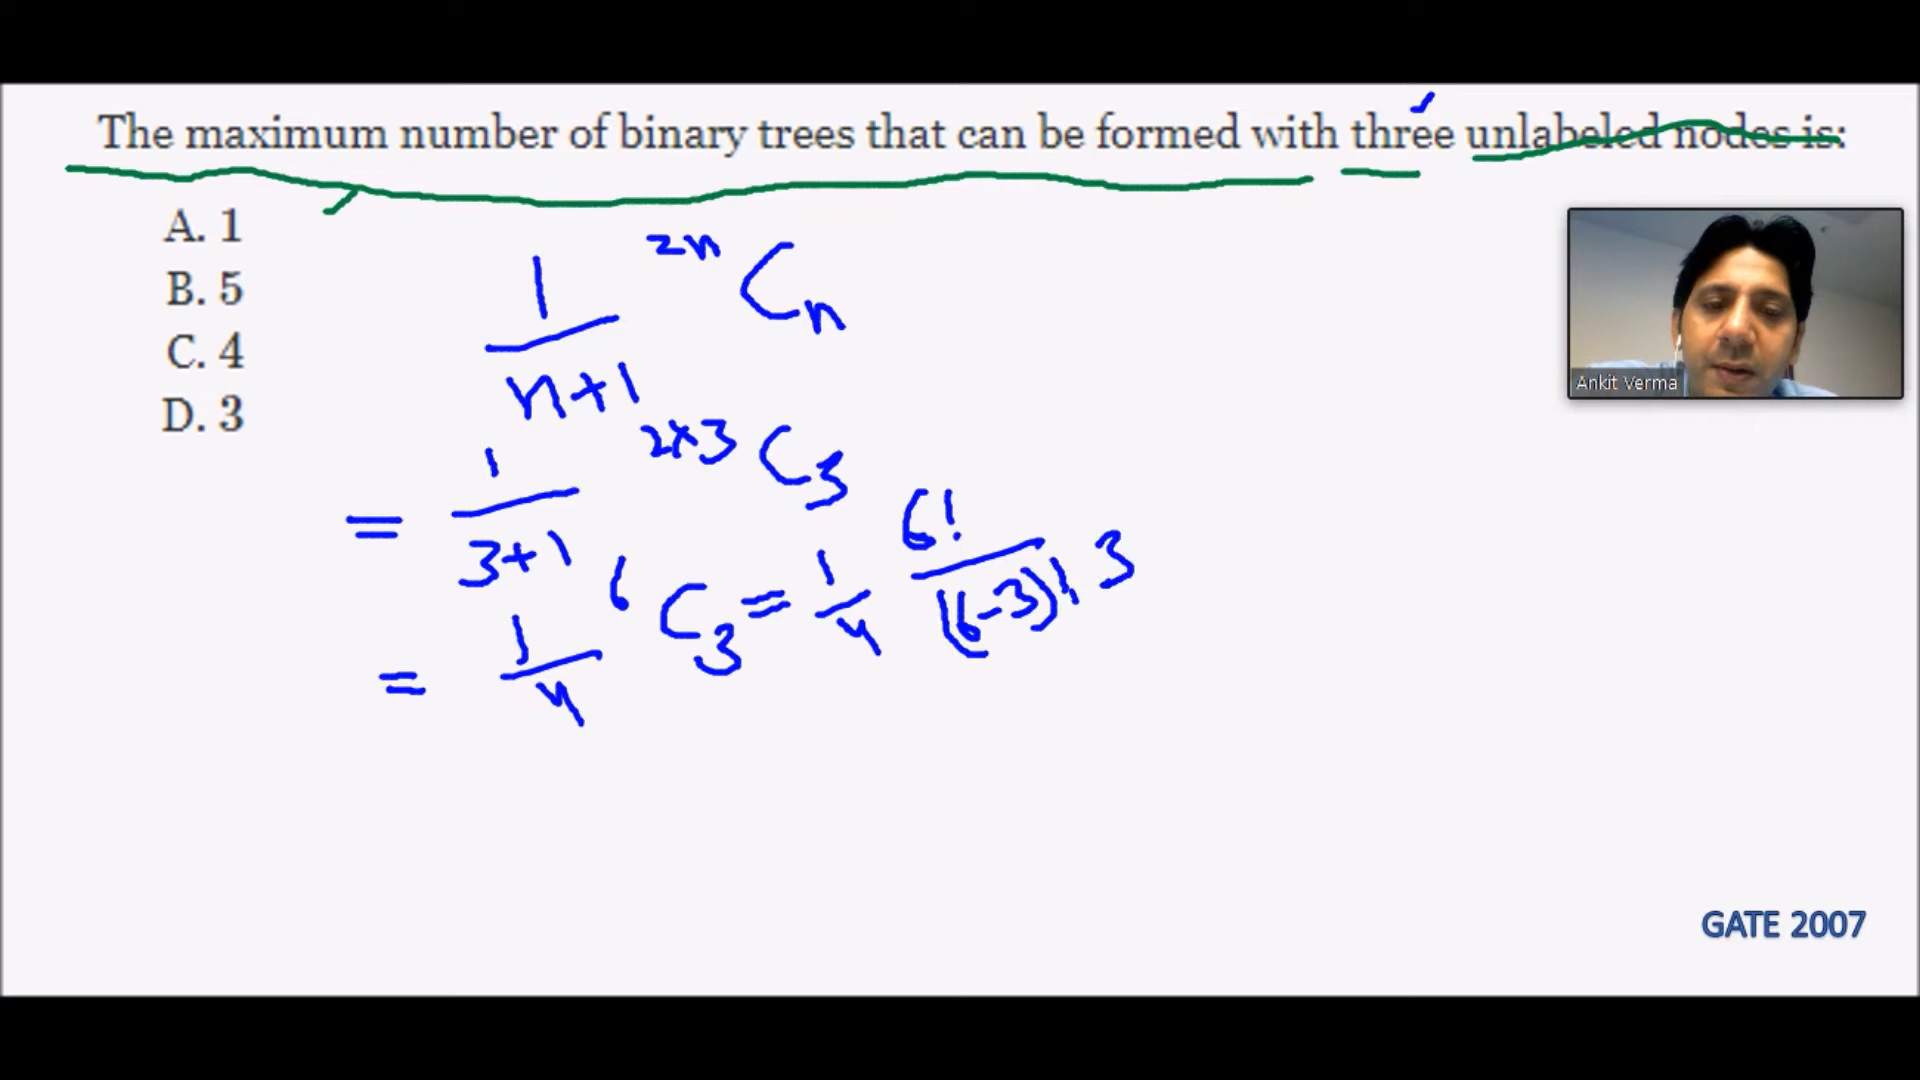 The maximum number of binary trees that can be formed with three unlabeled nodes is:
A. 1
B. 5
C. 4
D. 3
1/n+1 2nCn
= 1/3+1 2×3C3
= 1/4 6C3 = 1/4 6!/(6-3)! 3
Ankit Verma
GATE 2007